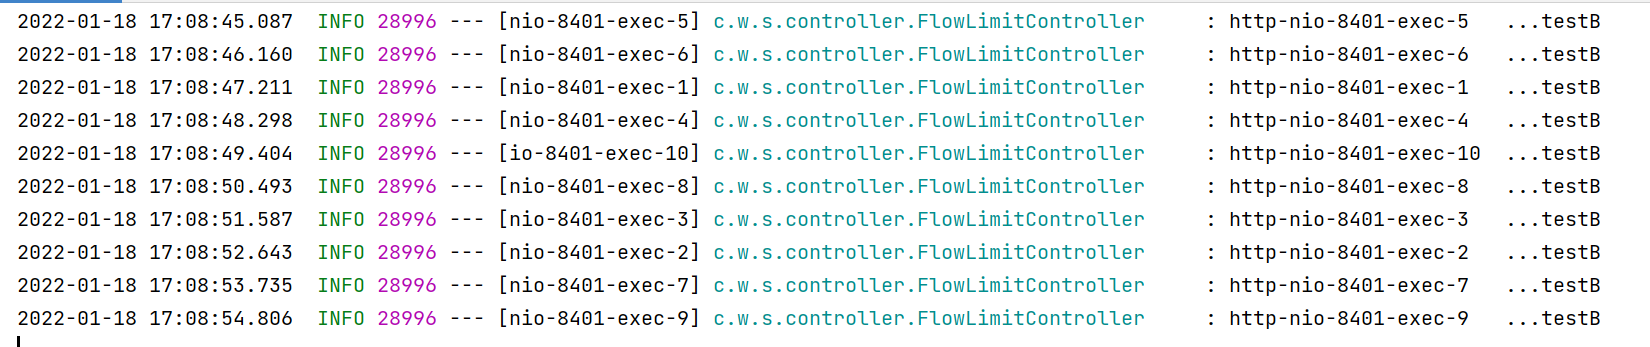 2022-01-18 17:08:45.087  INFO 28996 --- [nio-8401-exec-5] c.w.s.controller.FlowLimitController     : http-nio-8401-exec-5   ...testB
2022-01-18 17:08:46.160  INFO 28996 --- [nio-8401-exec-6] c.w.s.controller.FlowLimitController     : http-nio-8401-exec-6   ...testB
2022-01-18 17:08:47.211  INFO 28996 --- [nio-8401-exec-1] c.w.s.controller.FlowLimitController     : http-nio-8401-exec-1   ...testB
2022-01-18 17:08:48.298  INFO 28996 --- [nio-8401-exec-4] c.w.s.controller.FlowLimitController     : http-nio-8401-exec-4   ...testB
2022-01-18 17:08:49.404  INFO 28996 --- [io-8401-exec-10] c.w.s.controller.FlowLimitController     : http-nio-8401-exec-10  ...testB
2022-01-18 17:08:50.493  INFO 28996 --- [nio-8401-exec-8] c.w.s.controller.FlowLimitController     : http-nio-8401-exec-8   ...testB
2022-01-18 17:08:51.587  INFO 28996 --- [nio-8401-exec-3] c.w.s.controller.FlowLimitController     : http-nio-8401-exec-3   ...testB
2022-01-18 17:08:52.643  INFO 28996 --- [nio-8401-exec-2] c.w.s.controller.FlowLimitController     : http-nio-8401-exec-2   ...testB
2022-01-18 17:08:53.735  INFO 28996 --- [nio-8401-exec-7] c.w.s.controller.FlowLimitController     : http-nio-8401-exec-7   ...testB
2022-01-18 17:08:54.806  INFO 28996 --- [nio-8401-exec-9] c.w.s.controller.FlowLimitController     : http-nio-8401-exec-9   ...testB